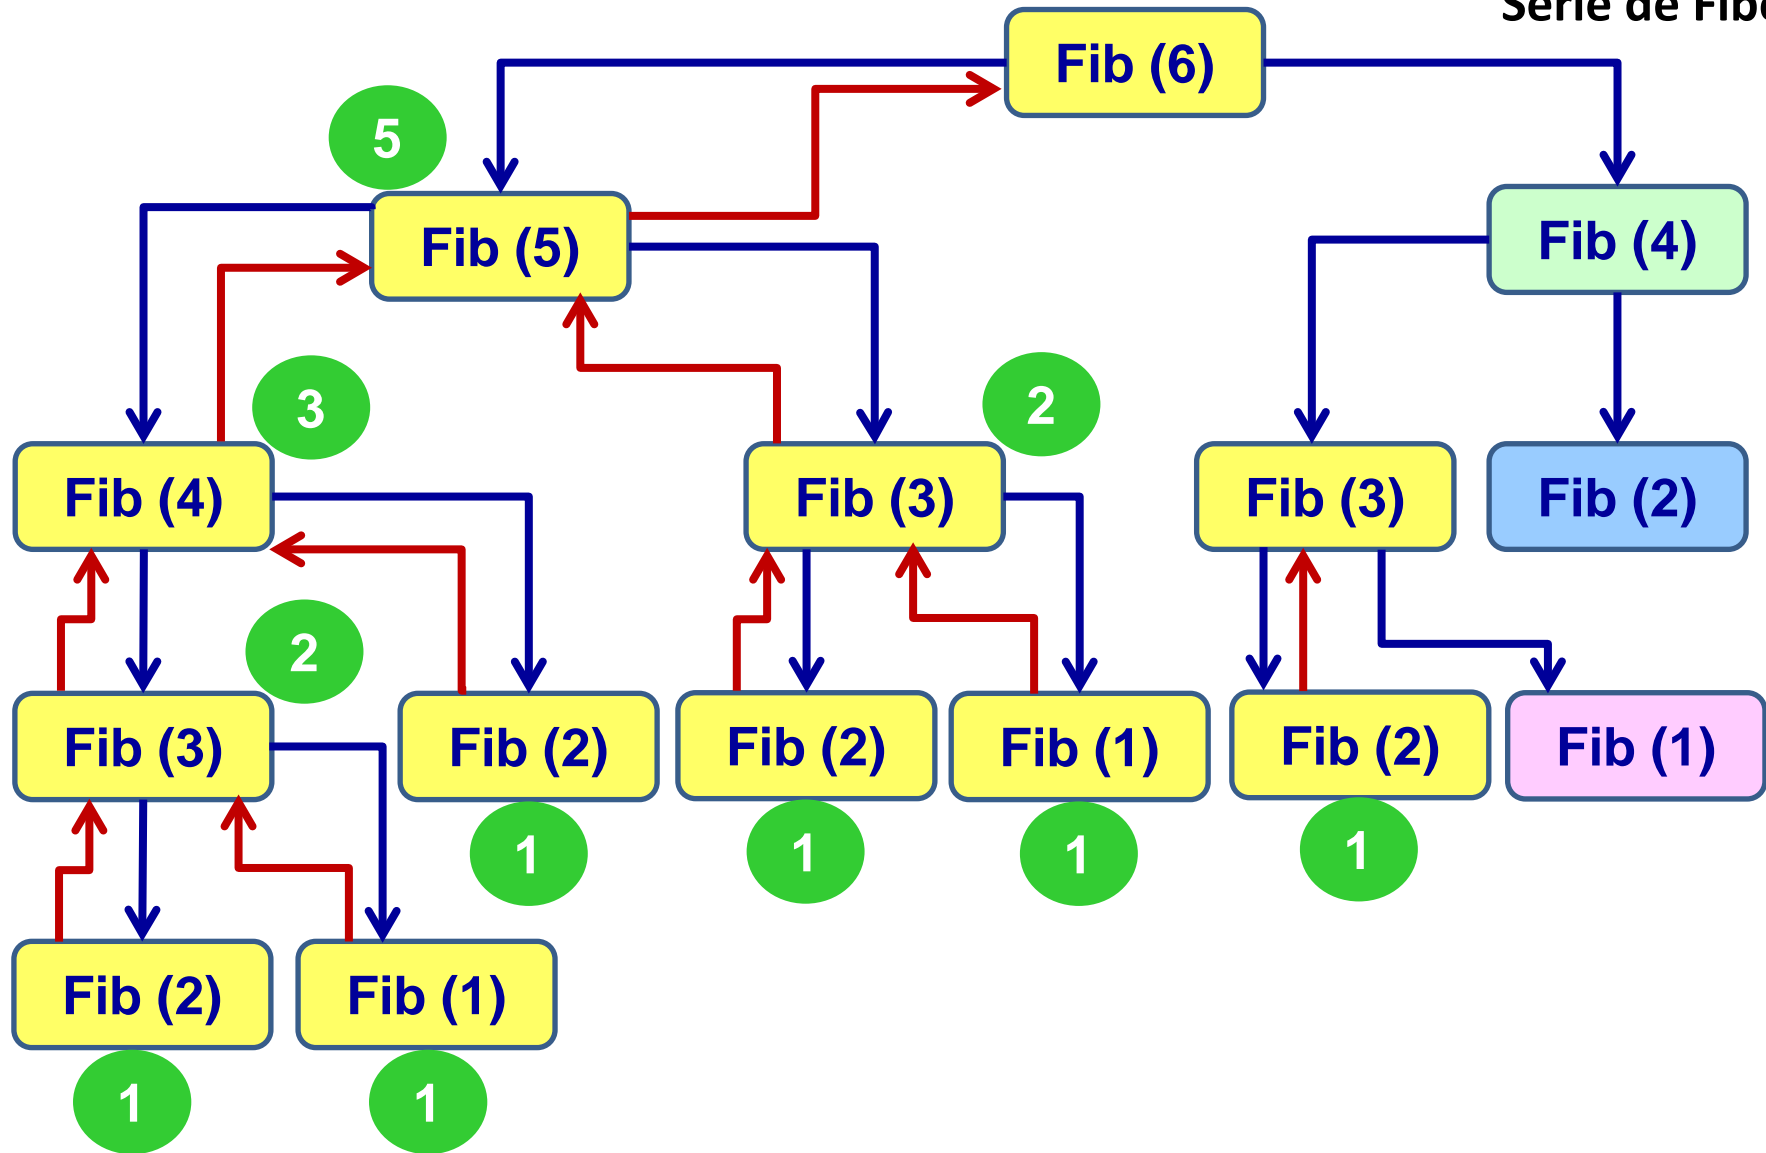 Serie de
Fib (6)
5
Fib (5)
Fib (4)
3
2
Fib (4)
Fib (3)
Fib (3)
Fib (2)
2
Fib (3)
Fib (2)
Fib (2)
Fib (1)
Fib (2)
Fib (1)
1
1
1
1
Fib (2)
Fib (1)
1
1